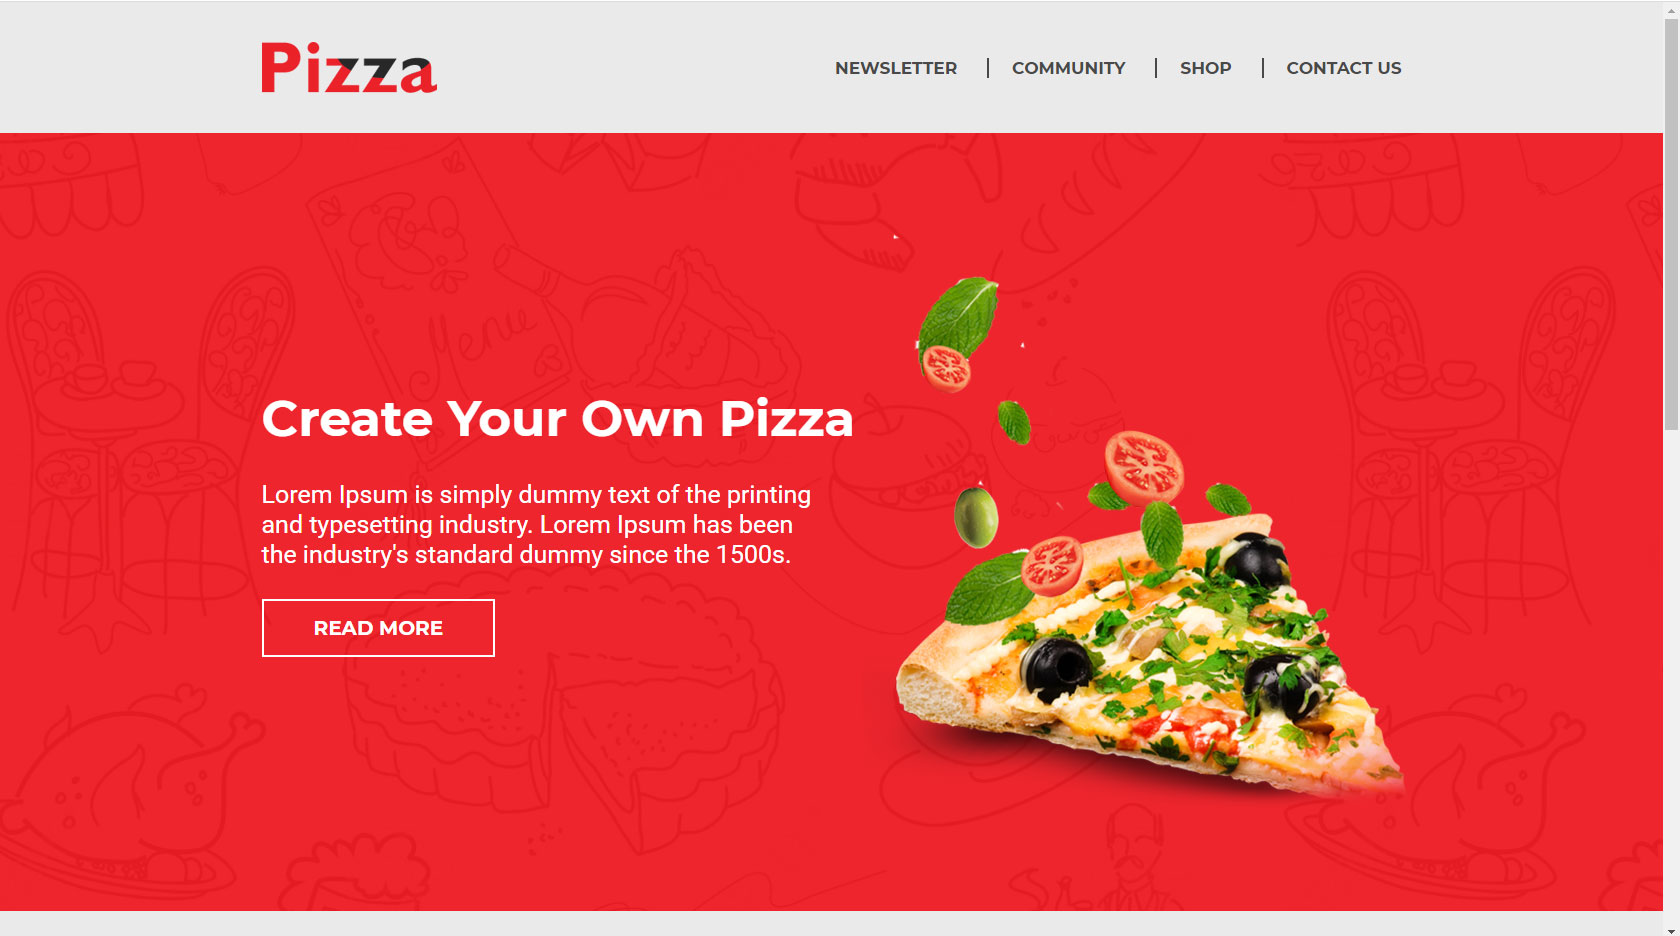 Pizza
NEWSLETTER
COMMUNITY
SHOP
CONTACT US
Menu
Create Your Own Pizza
Lorem Ipsum is simply dummy text of the printing
and typesetting industry. Lorem Ipsum has been
the industry's standard dummy since the 1500s.
READ MORE